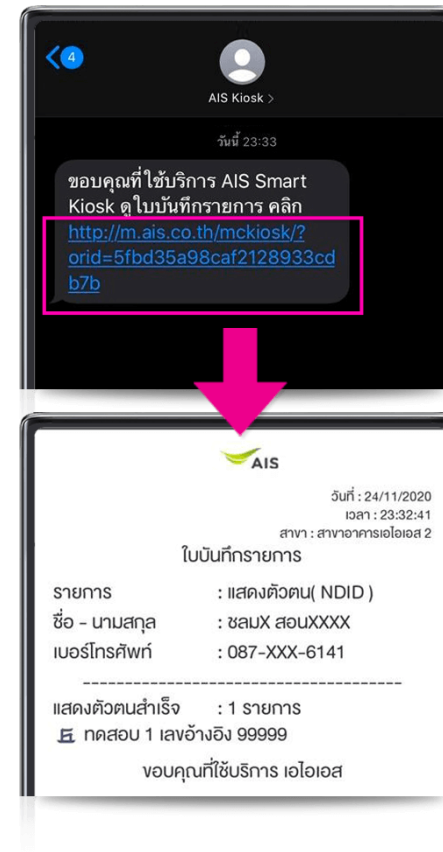 4
AIS Kiosk >
วันนี้ 23:33
ขอบคุณที่ใช้บริการ AIS Smart
Kiosk ดูใบบันทึกรายการ คลิก
http://m.ais.co.th/mckiosk/?
orid=5fbd35a98caf2128933cd
b7b
AIS
วันที่ : 24/11/2020
เวลา : 23:32:41
สาขา : สาขาอาคารเอไอเอส 2
ใบบันทึกรายการ
รายการ : แสดงตัวตน( NDID )
ชื่อ - นามสกุล : ชลมX สอนXXXX
เบอร์โทรศัพท์ : 087-XXX-6141
แสดงตัวตนสำเร็จ : 1 รายการ
ทดสอบ 1 เลขอ้างอิง 99999
ขอบคุณที่ใช้บริการ เอไอเอส